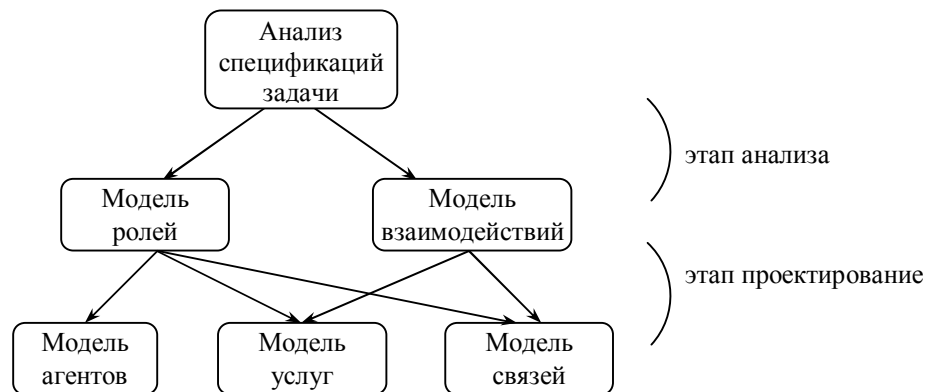 Анализ
спецификаций
задачи
этап анализа
Модель
ролей
Модель
взаимодействий
этап проектирование
Модель
агентов
Модель
услуг
Модель
связей